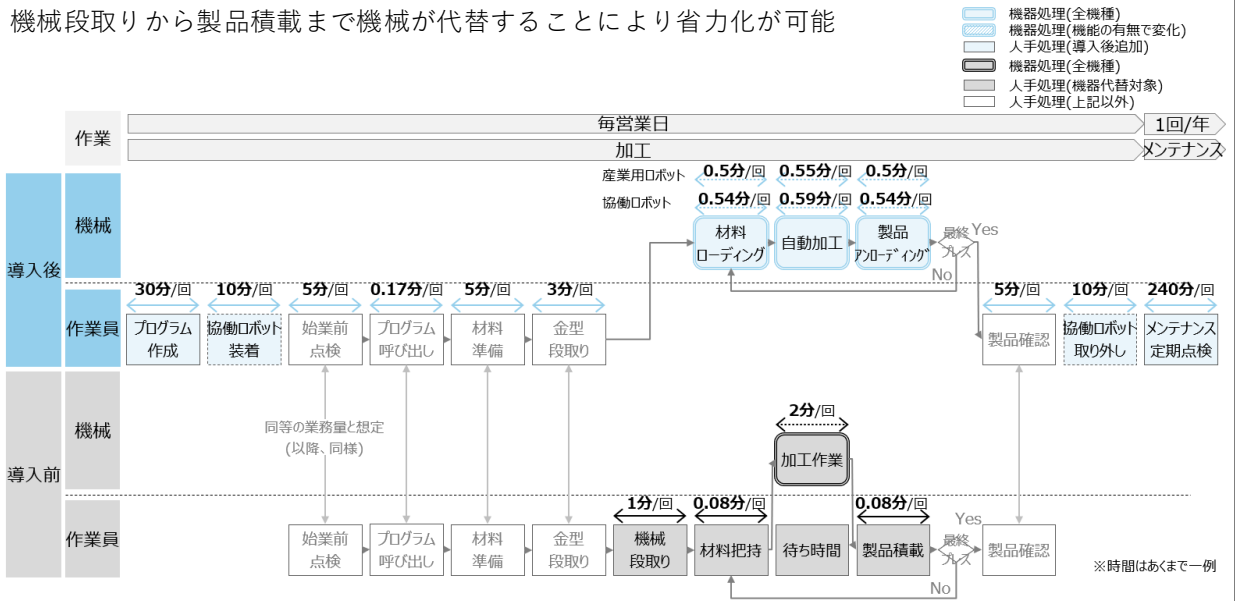 機械段取りから製品積載まで機械が代替することにより省力化が可能
機器処理(全機種)
機器処理(機能の有無で変化)
人手処理(導入後追加)
機器処理(全機種)
人手処理(機器代替対象)
人手処理(上記以外)
作業
毎営業日
1回/年
加工
メンテナンス
産業用ロボット
0.5分/回
0.55分/回
0.5分/回
協働ロボット
0.54分/回
0.59分/回
0.54分/回
導入後
機械
材料
ローディング
自動加工
製品
アンローディング
最終
プレス
Yes
No
30分/回
10分/回
5分/回
0.17分/回
5分/回
3分/回
5分/回
10分/回
240分/回
作業員
プログラム
作成
協働ロボット
装着
始業前
点検
プログラム
呼び出し
材料
準備
金型
段取り
製品確認
協働ロボット
取り外し
メンテナンス
定期点検
導入前
機械
同等の業務量と想定
(以降、同様)
2分/回
加工作業
1分/回
0.08分/回
0.08分/回
作業員
始業前
点検
プログラム
呼び出し
材料
準備
金型
段取り
機械
段取り
材料把持
待ち時間
製品積載
最終
プレス
Yes
No
製品確認
※時間はあくまで一例